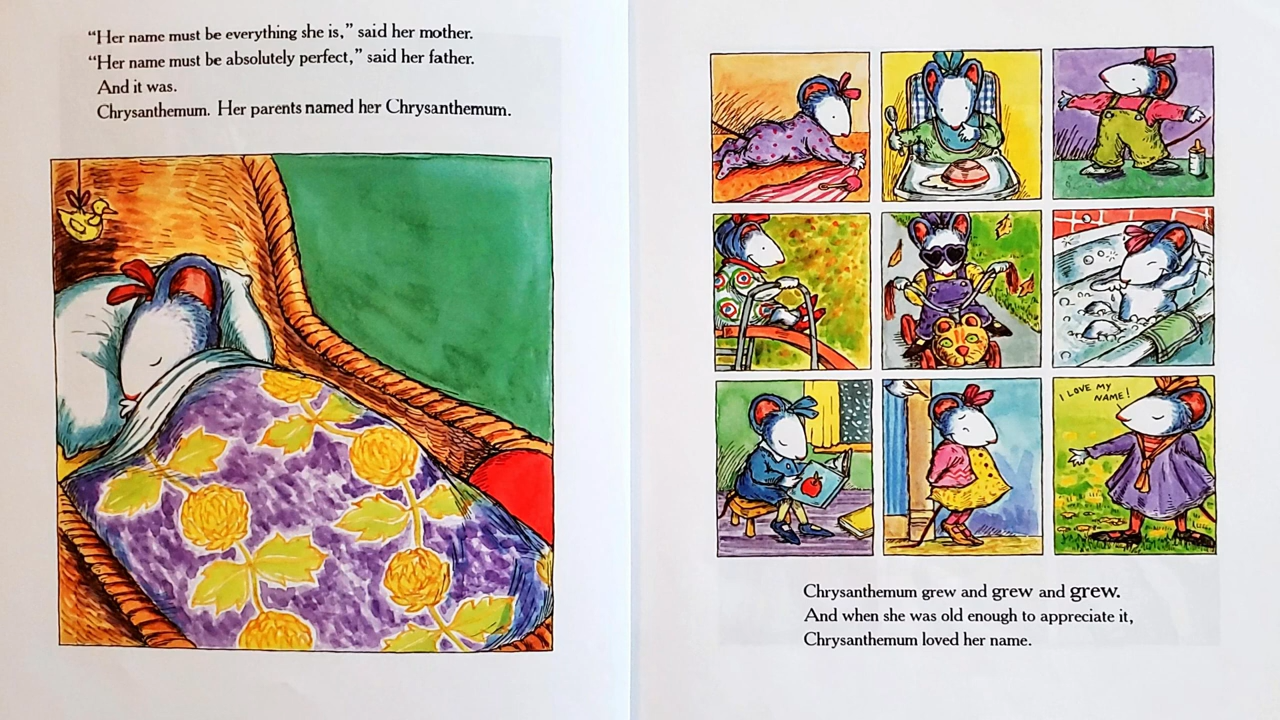 “Her name must be everything she is,” said her mother.
“Her name must be absolutely perfect,” said her father.
And it was.
Chrysanthemum. Her parents named her Chrysanthemum.
I LOVE MY
NAME!
Chrysanthemum grew and grew and grew.
And when she was old enough to appreciate it,
Chrysanthemum loved her name.